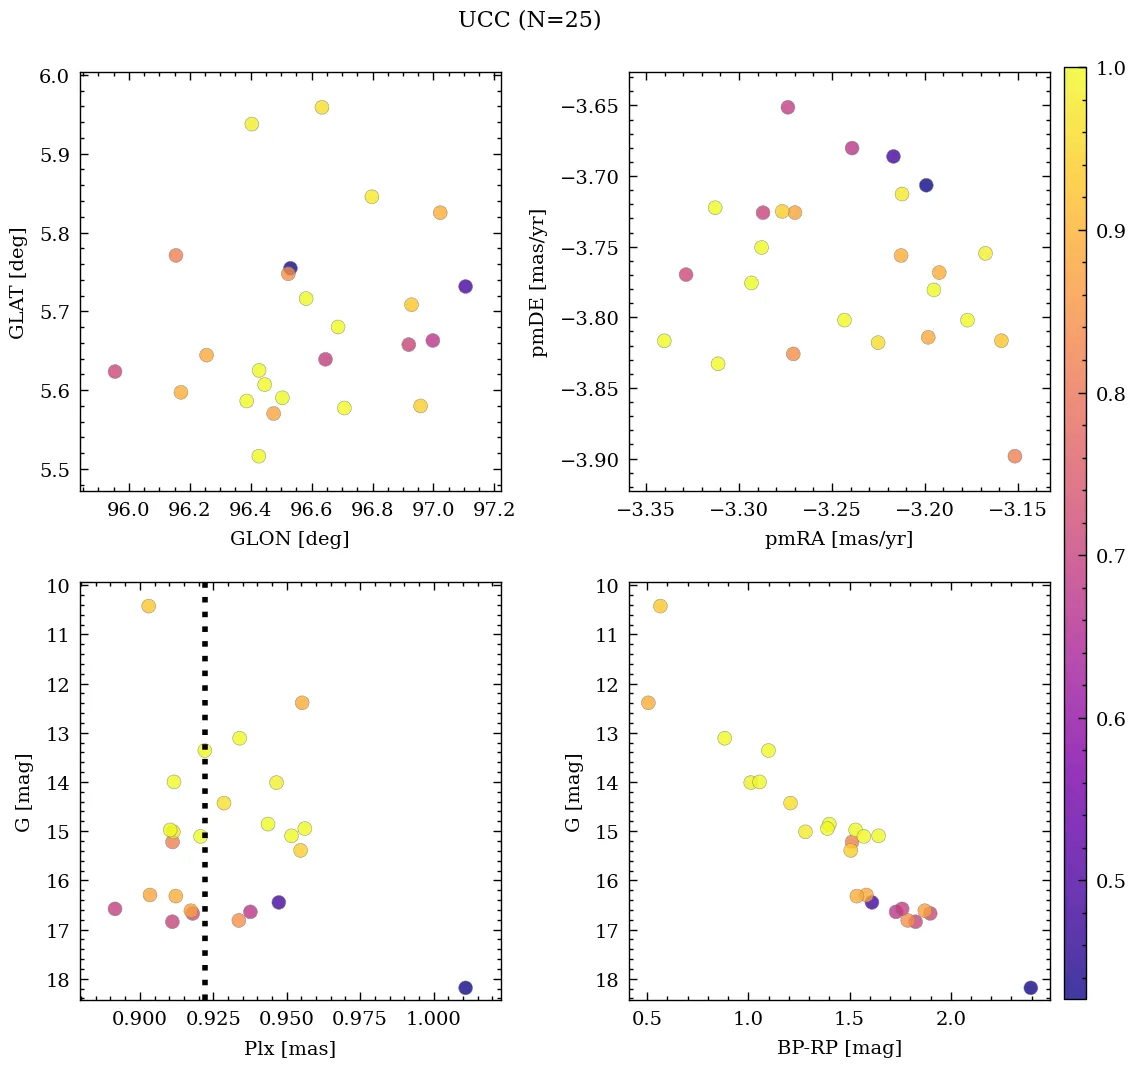 UCC (N=25)
6.0
5.9
5.8
5.7
5.6
5.5
GLAT [deg]
96.0 96.2 96.4 96.6 96.8 97.0 97.2
GLON [deg]
−3.65
−3.70
−3.75
−3.80
−3.85
−3.90
pmDE [mas/yr]
−3.35 −3.30 −3.25 −3.20 −3.15
pmRA [mas/yr]
1.0
0.9
0.8
0.7
0.6
0.5
10
11
12
13
14
15
16
17
18
G [mag]
0.900 0.925 0.950 0.975 1.000
Plx [mas]
10
11
12
13
14
15
16
17
18
G [mag]
0.5 1.0 1.5 2.0
BP-RP [mag]